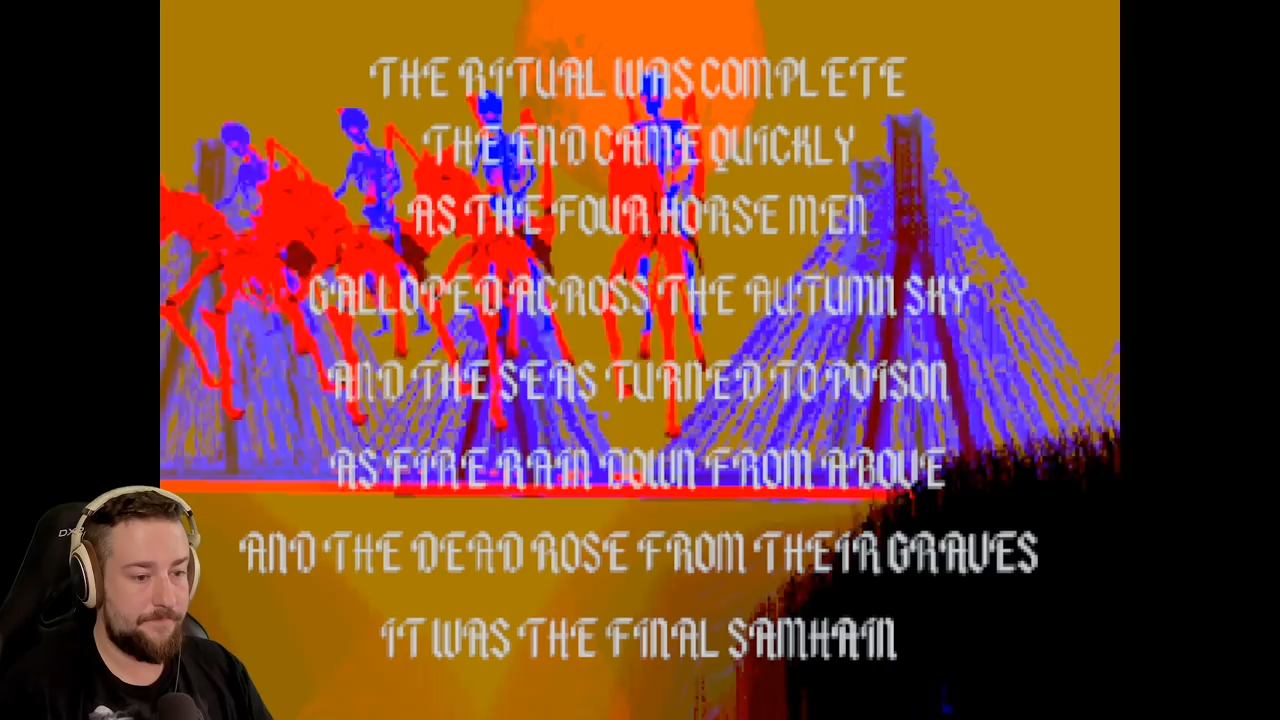 THE RITUAL WAS COMPLETE
THE END CAME QUICKLY
AS THE FOUR HORSE MEN
GALLOPED ACROSS THE AUTUMN SKY
AND THE SEAS TURNED TO POISON
AS FIRE RAIN DOWN FROM ABOVE
AND THE DEAD ROSE FROM THEIR GRAVES
IT WAS THE FINAL SAMHAIN